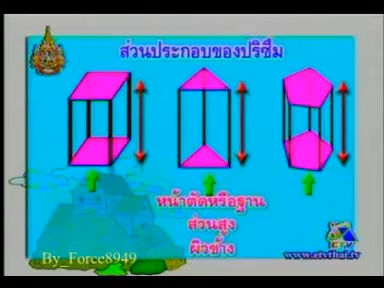 ส่วนประกอบของปริซึม
หน้าตัดหรือฐาน
ส่วนสูง
ผิวข้าง
ETV
www.etvthai.tv
By_Force8949